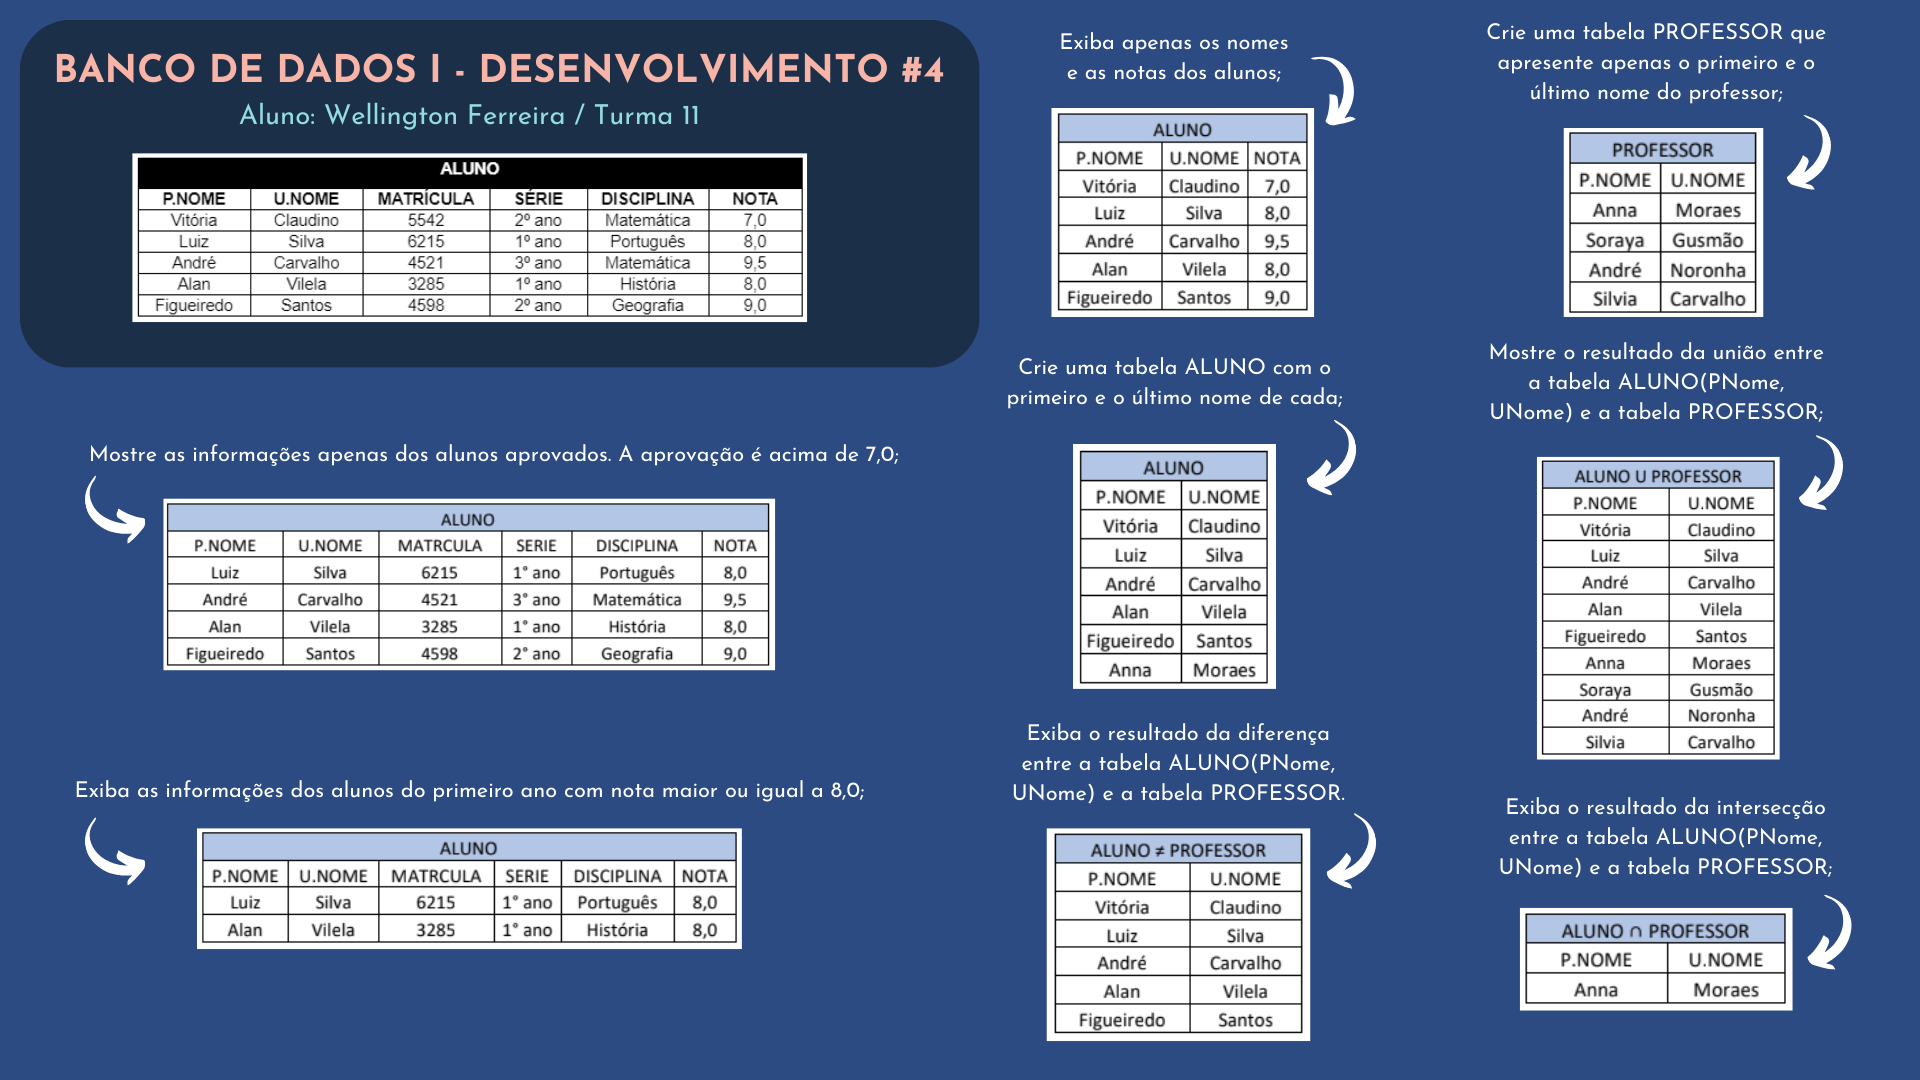 BANCO DE DADOS I - DESENVOLVIMENTO #4
Aluno: Wellington Ferreira / Turma 11
ALUNO
P.NOME U.NOME MATRÍCULA SÉRIE DISCIPLINA NOTA
Vitória Claudino 5542 2º ano Matemática 7,0
Luiz Silva 6215 1º ano Português 8,0
André Carvalho 4521 3º ano Matemática 9,5
Alan Vilela 3285 1º ano História 8,0
Figueiredo Santos 4598 2º ano Geografia 9,0
Mostre as informações apenas dos alunos aprovados. A aprovação é acima de 7,0;
ALUNO
P.NOME U.NOME MATRCULA SERIE DISCIPLINA NOTA
Luiz Silva 6215 1° ano Português 8,0
André Carvalho 4521 3° ano Matemática 9,5
Alan Vilela 3285 1° ano História 8,0
Figueiredo Santos 4598 2° ano Geografia 9,0
Exiba as informações dos alunos do primeiro ano com nota maior ou igual a 8,0;
ALUNO
P.NOME U.NOME MATRCULA SERIE DISCIPLINA NOTA
Luiz Silva 6215 1° ano Português 8,0
Alan Vilela 3285 1° ano História 8,0
Exiba apenas os nomes
e as notas dos alunos;
ALUNO
P.NOME U.NOME NOTA
Vitória Claudino 7,0
Luiz Silva 8,0
André Carvalho 9,5
Alan Vilela 8,0
Figueiredo Santos 9,0
Crie uma tabela ALUNO com o
primeiro e o último nome de cada;
ALUNO
P.NOME U.NOME
Vitória Claudino
Luiz Silva
André Carvalho
Alan Vilela
Figueiredo Santos
Anna Moraes
Exiba o resultado da diferença
entre a tabela ALUNO(PNome,
UNome) e a tabela PROFESSOR.
ALUNO ≠ PROFESSOR
P.NOME U.NOME
Vitória Claudino
Luiz Silva
André Carvalho
Alan Vilela
Figueiredo Santos
Crie uma tabela PROFESSOR que
apresente apenas o primeiro e o
último nome do professor;
PROFESSOR
P.NOME U.NOME
Anna Moraes
Soraya Gusmão
André Noronha
Silvia Carvalho
Mostre o resultado da união entre
a tabela ALUNO(PNome,
UNome) e a tabela PROFESSOR;
ALUNO U PROFESSOR
P.NOME U.NOME
Vitória Claudino
Luiz Silva
André Carvalho
Alan Vilela
Figueiredo Santos
Anna Moraes
Soraya Gusmão
André Noronha
Silvia Carvalho
Exiba o resultado da intersecção
entre a tabela ALUNO(PNome,
UNome) e a tabela PROFESSOR;
ALUNO ∩ PROFESSOR
P.NOME U.NOME
Anna Moraes